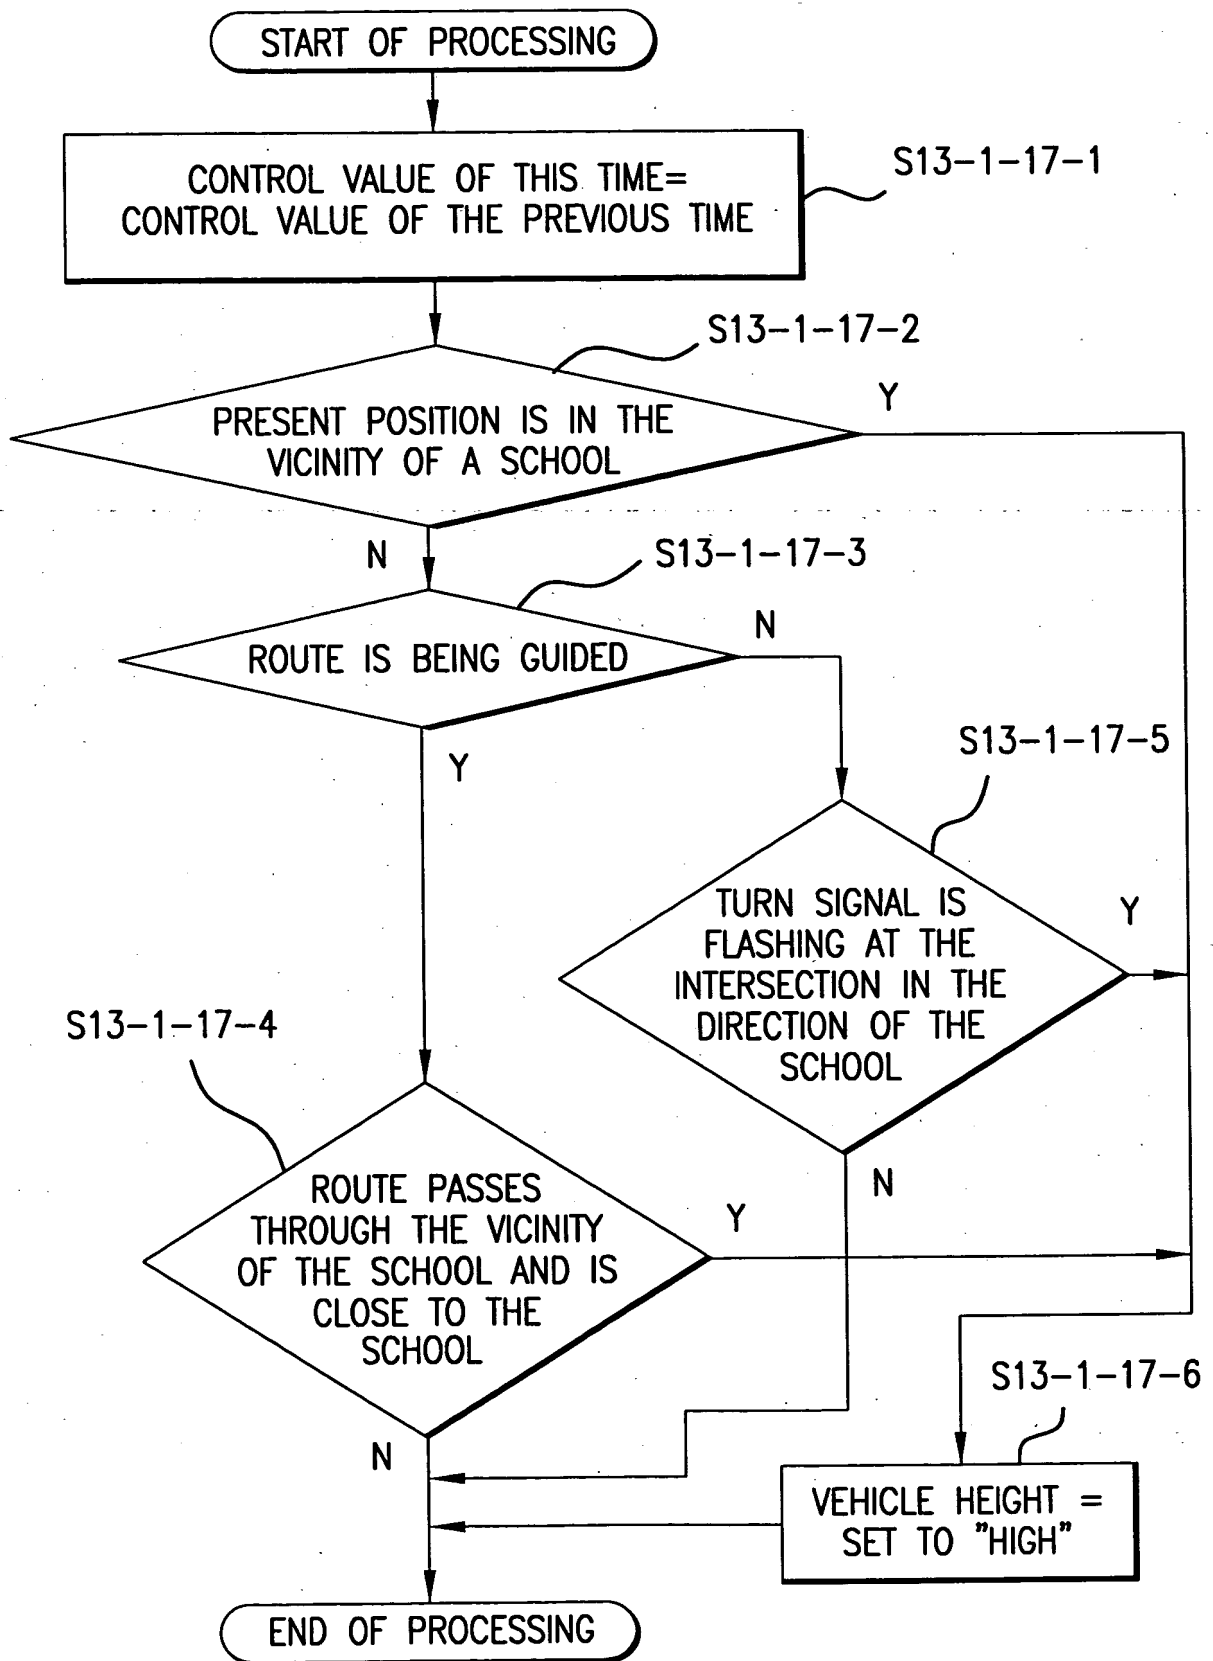 START OF PROCESSING
CONTROL VALUE OF THIS TIME=
CONTROL VALUE OF THE PREVIOUS TIME
S13-1-17-1
S13-1-17-2
PRESENT POSITION IS IN THE
VICINITY OF A SCHOOL
Y
N
S13-1-17-3
ROUTE IS BEING GUIDED
N
Y
S13-1-17-5
TURN SIGNAL IS
FLASHING AT THE
INTERSECTION IN THE
DIRECTION OF THE
SCHOOL
Y
N
S13-1-17-4
ROUTE PASSES
THROUGH THE VICINITY
OF THE SCHOOL AND IS
CLOSE TO THE
SCHOOL
Y
N
S13-1-17-6
VEHICLE HEIGHT =
SET TO "HIGH"
END OF PROCESSING